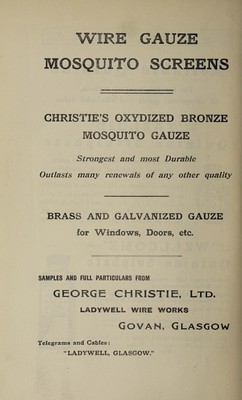 WIRE GAUZE
MOSQUITO SCREENS
CHRISTIE'S OXYDIZED BRONZE
MOSQUITO GAUZE
Strongest and most Durable
Outlasts many renewals of any other quality
BRASS AND GALVANIZED GAUZE
for Windows, Doors, etc.
SAMPLES AND FULL PARTICULARS FROM
GEORGE CHRISTIE, LTD.
LADYWELL WIRE WORKS
GOVAN, GLASGOW
Telegrams and Cables:
"LADYWELL, GLASGOW."